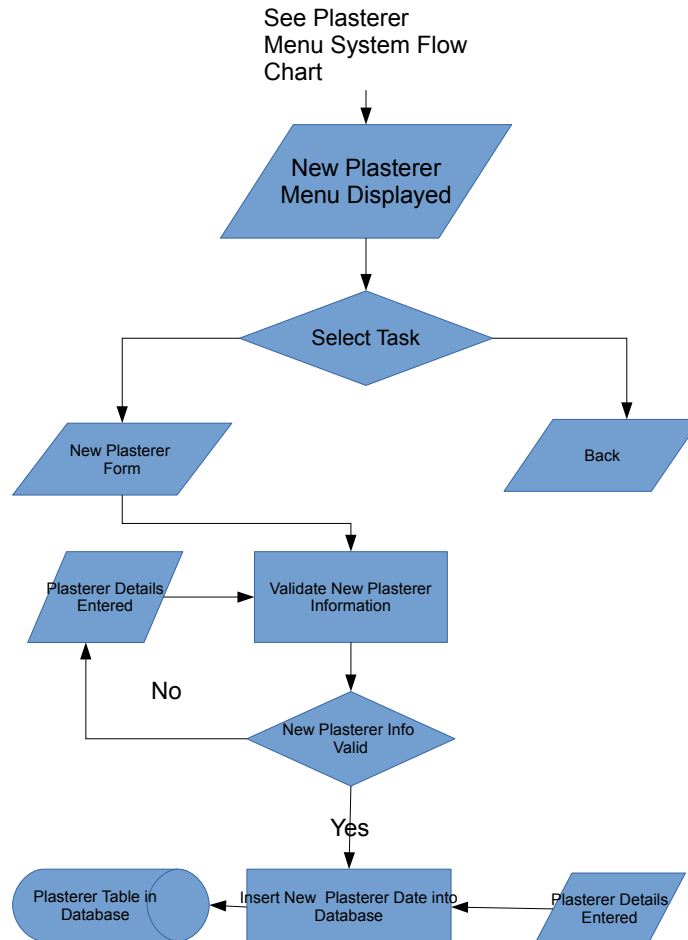 See Plasterer
Menu System Flow
Chart
New Plasterer
Menu Displayed
Select Task
New Plasterer
Form
Back
Plasterer Details
Entered
Validate New Plasterer
Information
No
New Plasterer Info
Valid
Yes
Plasterer Table in
Database
Insert New  Plasterer Date into
Database
Plasterer Details
Entered